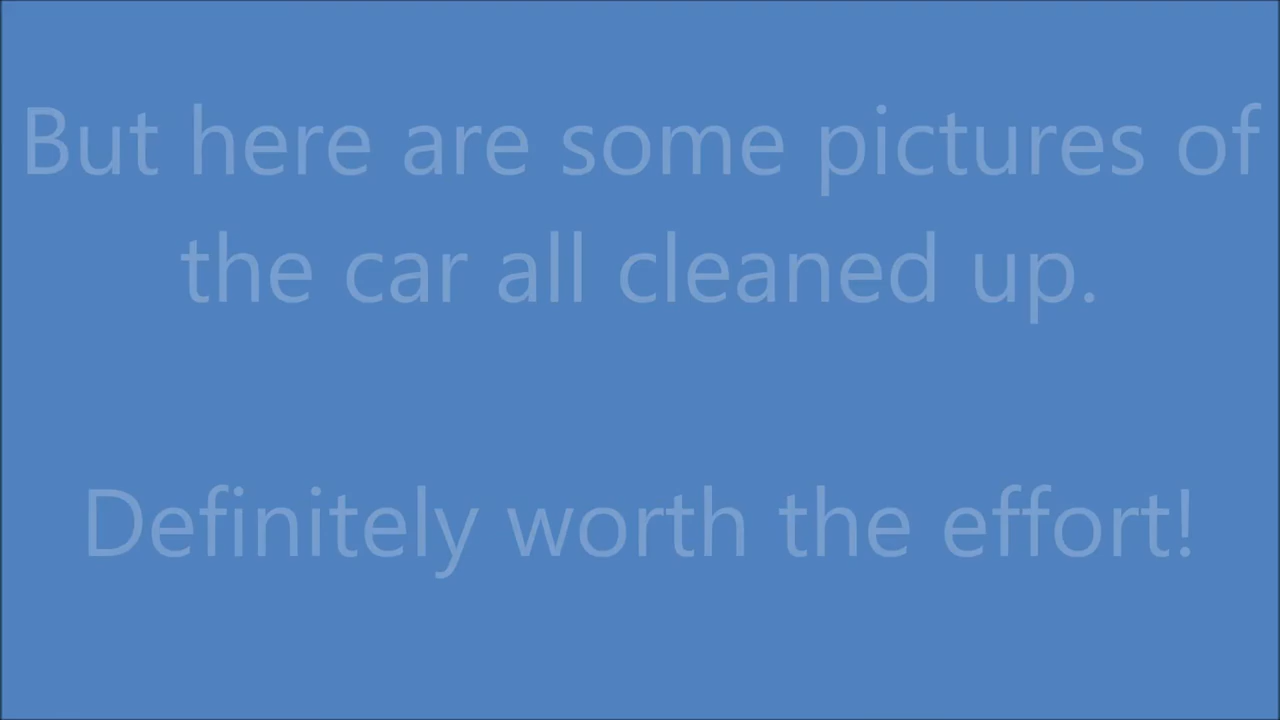 But here are some pictures of
the car all cleaned up.
Definitely worth the effort!